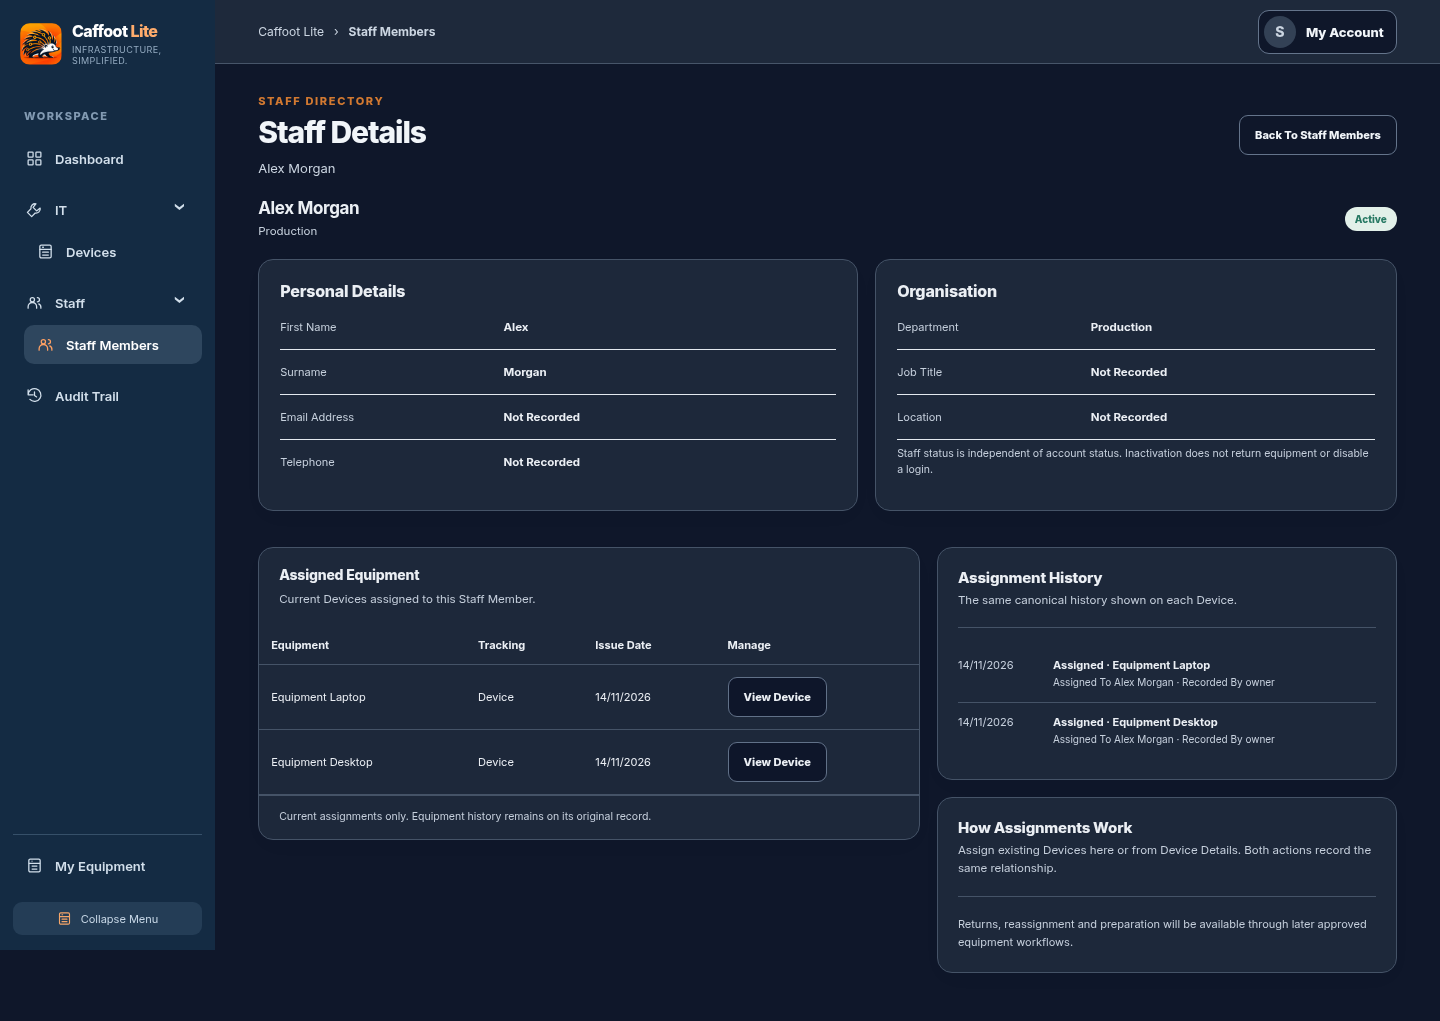 Caffoot Lite
INFRASTRUCTURE,
SIMPLIFIED.
WORKSPACE
Dashboard
IT
Devices
Staff
Staff Members
Audit Trail
My Equipment
Collapse Menu
Caffoot Lite › Staff Members
S My Account
STAFF DIRECTORY
Staff Details
Alex Morgan
Back To Staff Members
Alex Morgan
Production
Active
Personal Details
First Name Alex
Surname Morgan
Email Address Not Recorded
Telephone Not Recorded
Organisation
Department Production
Job Title Not Recorded
Location Not Recorded
Staff status is independent of account status. Inactivation does not return equipment or disable
a login.
Assigned Equipment
Current Devices assigned to this Staff Member.
Equipment Tracking Issue Date Manage
Equipment Laptop Device 14/11/2026 View Device
Equipment Desktop Device 14/11/2026 View Device
Current assignments only. Equipment history remains on its original record.
Assignment History
The same canonical history shown on each Device.
14/11/2026 Assigned · Equipment Laptop
Assigned To Alex Morgan · Recorded By owner
14/11/2026 Assigned · Equipment Desktop
Assigned To Alex Morgan · Recorded By owner
How Assignments Work
Assign existing Devices here or from Device Details. Both actions record the
same relationship.
Returns, reassignment and preparation will be available through later approved
equipment workflows.